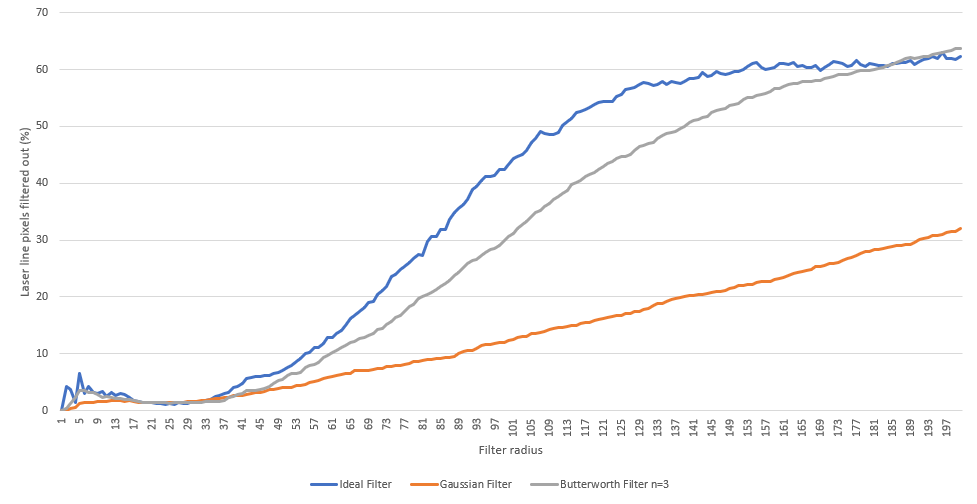 70
60
50
40
30
20
10
0
Laser line pixels filtered out (%)
1 5 9 13 17 21 25 29 33 37 41 45 49 53 57 61 65 69 73 77 81 85 89 93 97 101 105 109 113 117 121 125 129 133 137 141 145 149 153 157 161 165 169 173 177 181 185 189 193 197
Filter radius
Ideal Filter Gaussian Filter Butterworth Filter n=3